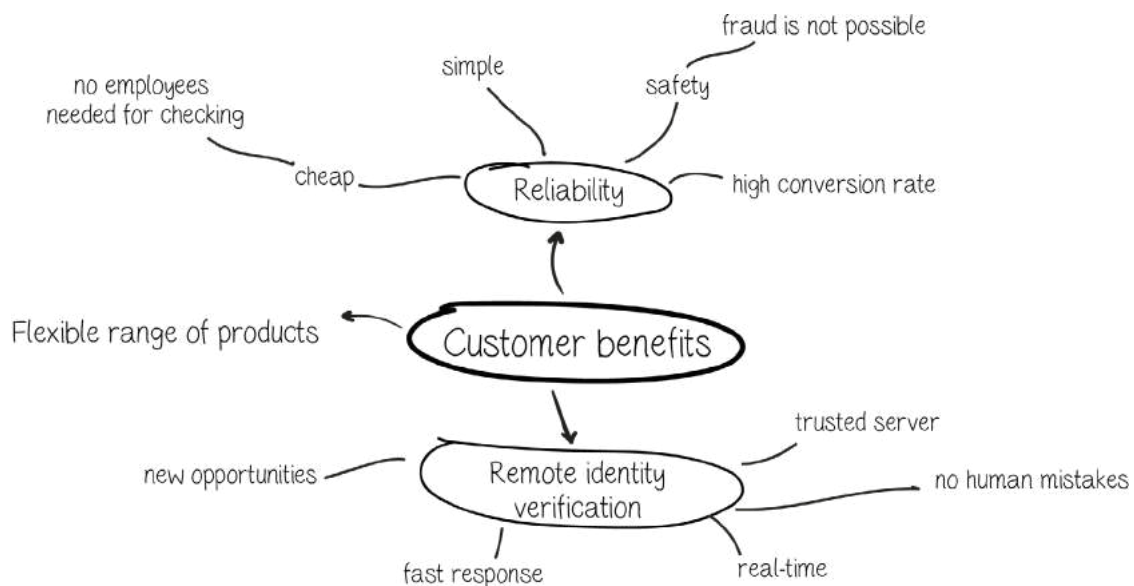 fraud is not possible
simple
safety
no employees
needed for checking
cheap
Reliability
high conversion rate
Flexible range of products
Customer benefits
trusted server
new opportunities
Remote identity
verification
no human mistakes
fast response
real-time